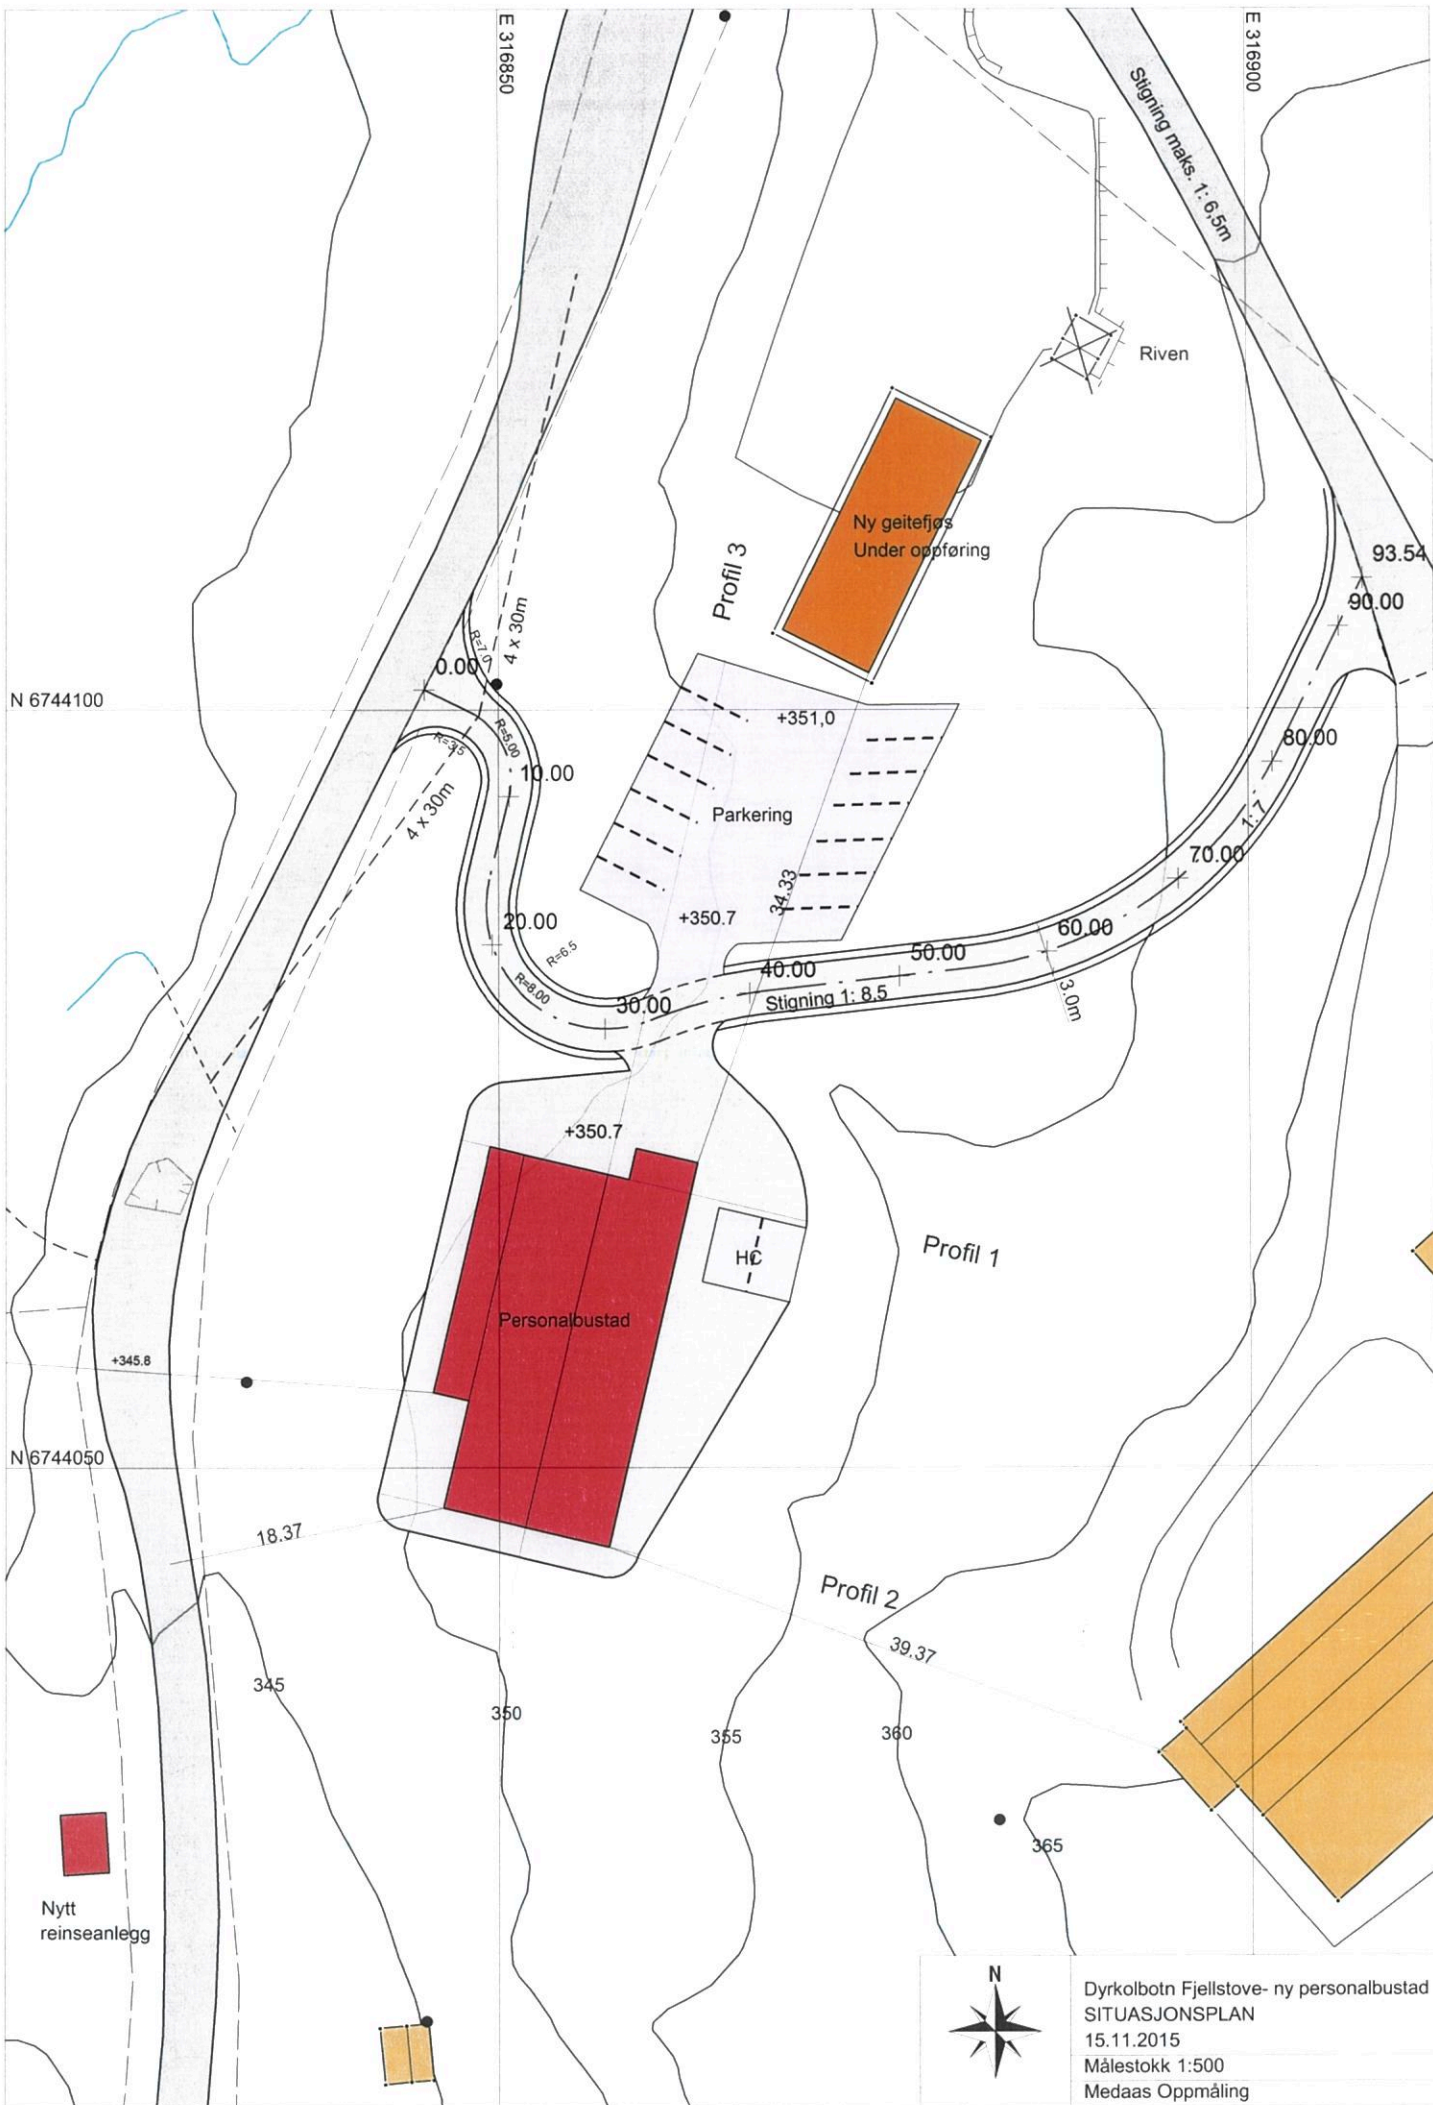 E 316850
E 316900
Stigning maks. 1: 6,5m
Riven
Ny geitefjøs
Under oppføring
Profil 3
93.54
90.00
4 x 30m
R=7.0
0.00
N 6744100
+351,0
R=5.00
R=3.5
80.00
10.00
4 x 30m
Parkering
1:7
70.00
34.33
+350.7
20.00
60.00
R=6.5
50.00
40.00
R=8.00
30.00
Stigning 1: 8.5
3.0m
+350.7
Profil 1
HC
Personalbustad
+345.8
N 6744050
18.37
Profil 2
39.37
345
350
355
360
365
Nytt
reinseanlegg
N
Dyrkolbotn Fjellstove- ny personalbustad
SITUASJONSPLAN
15.11.2015
Målestokk 1:500
Medaas Oppmåling